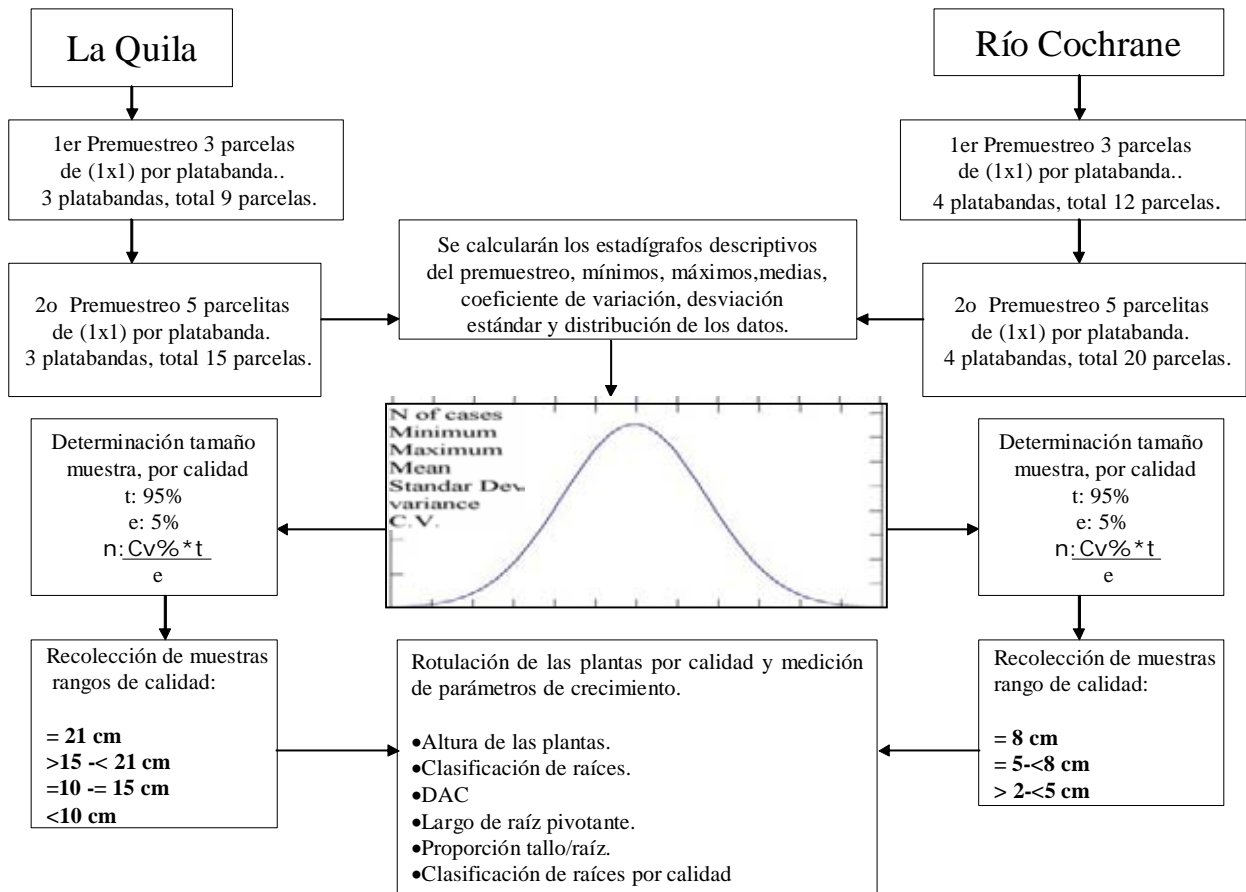 La Quila
Río Cochrane
1er Premuestreo 3 parcelas
de (1x1) por platabanda..
3 platabandas, total 9 parcelas.
1er Premuestreo 3 parcelas
de (1x1) por platabanda..
4 platabandas, total 12 parcelas.
Se calcularán los estadígrafos descriptivos
del premuestreo, mínimos, máximos,medias,
coeficiente de variación, desviación
estándar y distribución de los datos.
2o Premuestreo 5 parcelitas
de (1x1) por platabanda.
3 platabandas, total 15 parcelas.
2o Premuestreo 5 parcelitas
de (1x1) por platabanda.
4 platabandas, total 20 parcelas.
N of cases
Minimum
Maximum
Mean
Standar Dev
variance
C.V.
Determinación tamaño
muestra, por calidad
t: 95%
e: 5%
n: Cv% *t
e
Determinación tamaño
muestra, por calidad
t: 95%
e: 5%
n: Cv% *t
e
Recolección de muestras
rangos de calidad:
= 21 cm
>15 -< 21 cm
=10 -= 15 cm
<10 cm
Rotulación de las plantas por calidad y medición
de parámetros de crecimiento.
•Altura de las plantas.
•Clasificación de raíces.
•DAC
•Largo de raíz pivotante.
•Proporción tallo/raíz.
•Clasificación de raíces por calidad
Recolección de muestras
rango de calidad:
= 8 cm
= 5-<8 cm
> 2-<5 cm